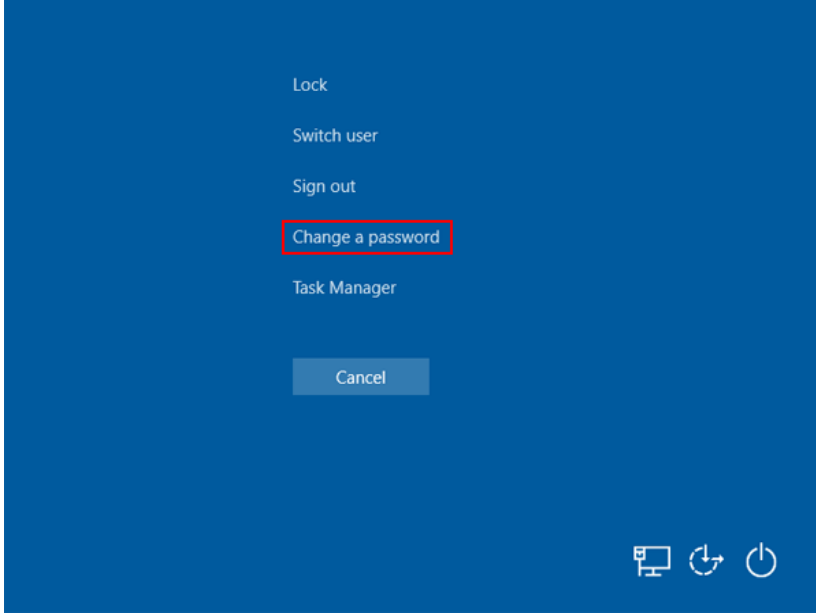 Lock
Switch user
Sign out
Change a password
Task Manager
Cancel